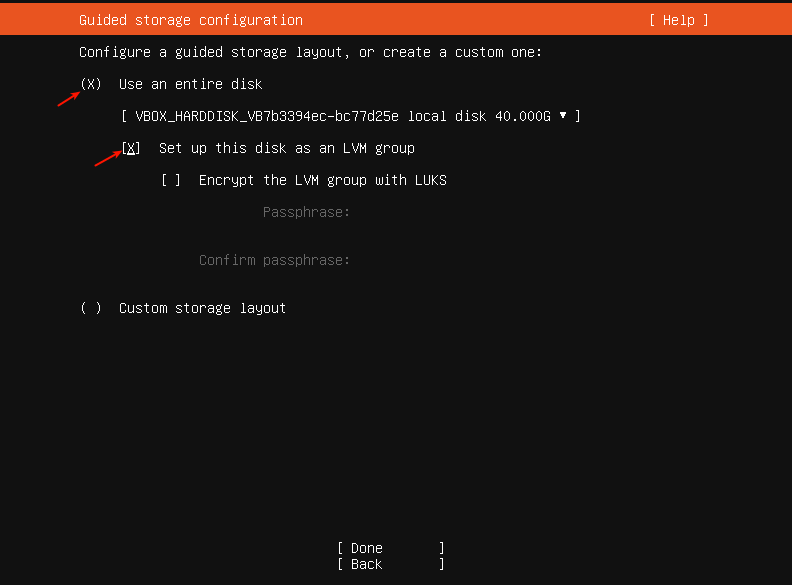 Guided storage configuration [ Help ]
Configure a guided storage layout, or create a custom one:
(X) Use an entire disk
[ VBOX_HARDDISK_VB7b3394ec-bc77d25e local disk 40.000G ▾ ]
[X] Set up this disk as an LVM group
[ ] Encrypt the LVM group with LUKS
Passphrase:
Confirm passphrase:
( ) Custom storage layout
[ Done ]
[ Back ]